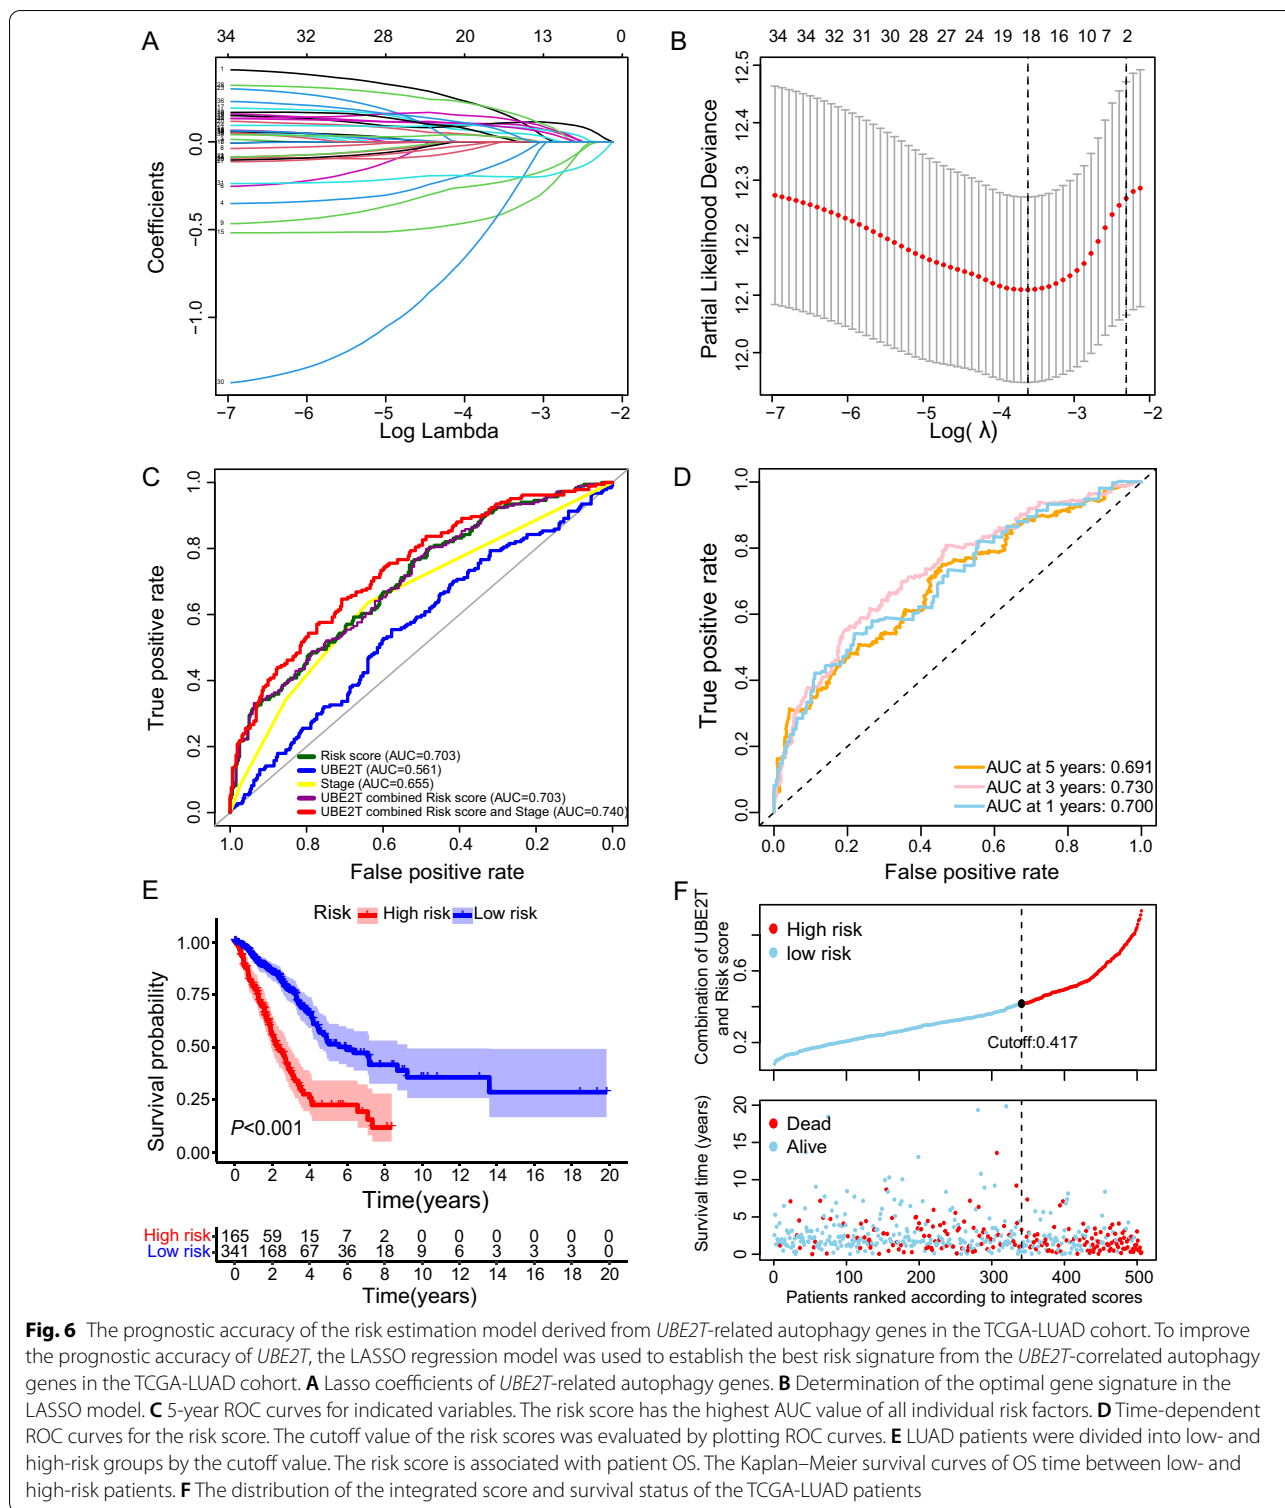 A
34 32 28 20 13 0
0.0
−0.5
−1.0
Coefficients
1
30
4
9
15
−7 −6 −5 −4 −3 −2
Log Lambda
B
34 34 32 31 30 28 27 24 19 18 16 10 7 2
12.5
12.4
12.3
12.2
12.1
12.0
Partial Likelihood Deviance
−7 −6 −5 −4 −3 −2
Log( λ)
C
1.0
0.8
0.6
0.4
0.2
0.0
True positive rate
Risk score (AUC=0.703)
UBE2T (AUC=0.561)
Stage (AUC=0.655)
UBE2T combined Risk score (AUC=0.703)
UBE2T combined Risk score and Stage (AUC=0.740)
1.0 0.8 0.6 0.4 0.2 0.0
False positive rate
D
1.0
0.8
0.6
0.4
0.2
0.0
True positive rate
AUC at 5 years: 0.691
AUC at 3 years: 0.730
AUC at 1 years: 0.700
0.0 0.2 0.4 0.6 0.8 1.0
False positive rate
E
Risk High risk Low risk
1.00
0.75
0.50
0.25
0.00
Survival probability
P<0.001
0 2 4 6 8 10 12 14 16 18 20
Time(years)
High risk 165 59 15 7 2 0 0 0 0 0 0
Low risk 341 168 67 36 18 9 6 3 3 3 0
0 2 4 6 8 10 12 14 16 18 20
Time(years)
F
Combination of UBE2T
and Risk score
0.6
0.2
High risk
low risk
Cutoff:0.417
Survival time (years)
20
15
10
5
0
Dead
Alive
0 100 200 300 400 500
Patients ranked according to integrated scores
Fig. 6 The prognostic accuracy of the risk estimation model derived from UBE2T-related autophagy genes in the TCGA-LUAD cohort. To improve
the prognostic accuracy of UBE2T, the LASSO regression model was used to establish the best risk signature from the UBE2T-correlated autophagy
genes in the TCGA-LUAD cohort. A Lasso coefficients of UBE2T-related autophagy genes. B Determination of the optimal gene signature in the
LASSO model. C 5-year ROC curves for indicated variables. The risk score has the highest AUC value of all individual risk factors. D Time-dependent
ROC curves for the risk score. The cutoff value of the risk scores was evaluated by plotting ROC curves. E LUAD patients were divided into low- and
high-risk groups by the cutoff value. The risk score is associated with patient OS. The Kaplan–Meier survival curves of OS time between low- and
high-risk patients. F The distribution of the integrated score and survival status of the TCGA-LUAD patients